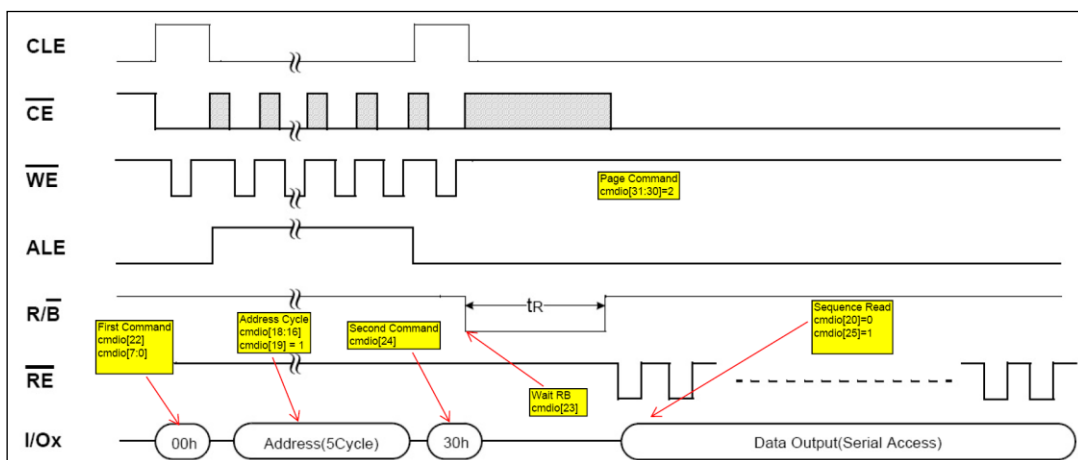 CLE
CE
WE
Page Command
cmdio[31:30]=2
ALE
R/B
tR
First Command
cmdio[22]
cmdio[7:0]
Address Cycle
cmdio[18:16]
cmdio[19] = 1
Second Command
cmdio[24]
Sequence Read
cmdio[20]=0
cmdio[25]=1
RE
Wait RB
cmdio[23]
I/Ox
00h
Address(5Cycle)
30h
Data Output(Serial Access)